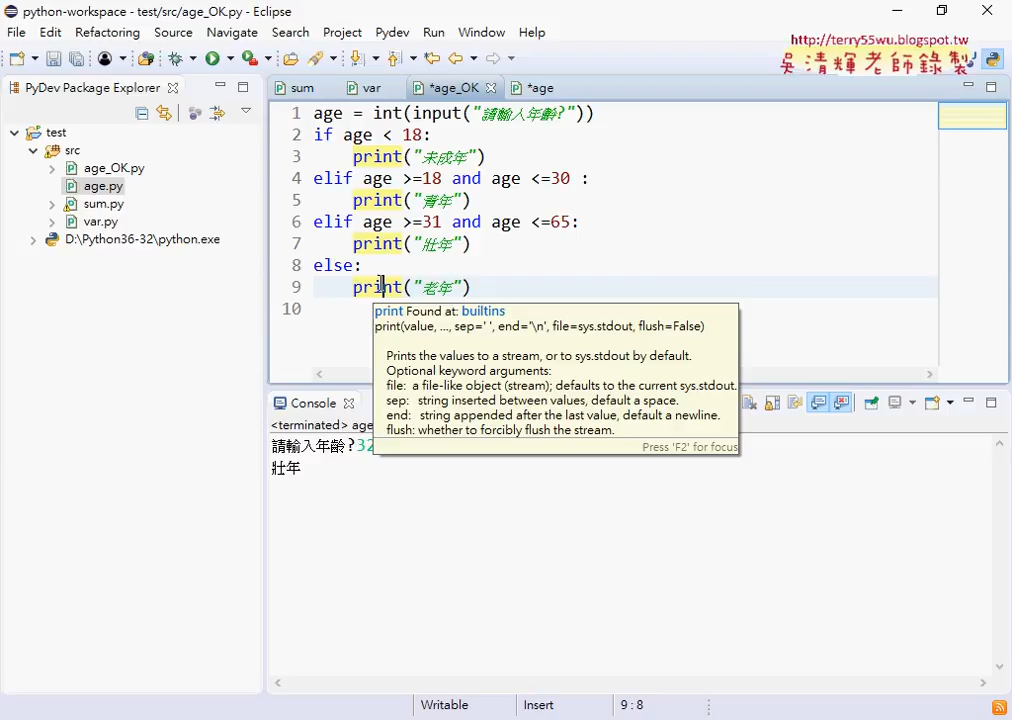 python-workspace - test/src/age_OK.py - Eclipse
File Edit Refactoring Source Navigate Search Project Pydev Run Window Help
http://terry55wu.blogspot.tw
吳清輝老師錄製
PyDev Package Explorer
sum var *age_OK *age
test
src
age_OK.py
age.py
sum.py
var.py
D:\Python36-32\python.exe
1 age = int(input("請輸入年齡?"))
2 if age < 18:
3 print("未成年")
4 elif age >=18 and age <=30 :
5 print("青年")
6 elif age >=31 and age <=65:
7 print("壯年")
8 else:
9 print("老年")
10
print Found at: builtins
print(value, ..., sep=' ', end='\n', file=sys.stdout, flush=False)
Prints the values to a stream, or to sys.stdout by default.
Optional keyword arguments:
file: a file-like object (stream); defaults to the current sys.stdout.
sep: string inserted between values, default a space.
end: string appended after the last value, default a newline.
flush: whether to forcibly flush the stream.
Press 'F2' for focus
Console
<terminated> age
請輸入年齡?32
壯年
Writable Insert 9 : 8